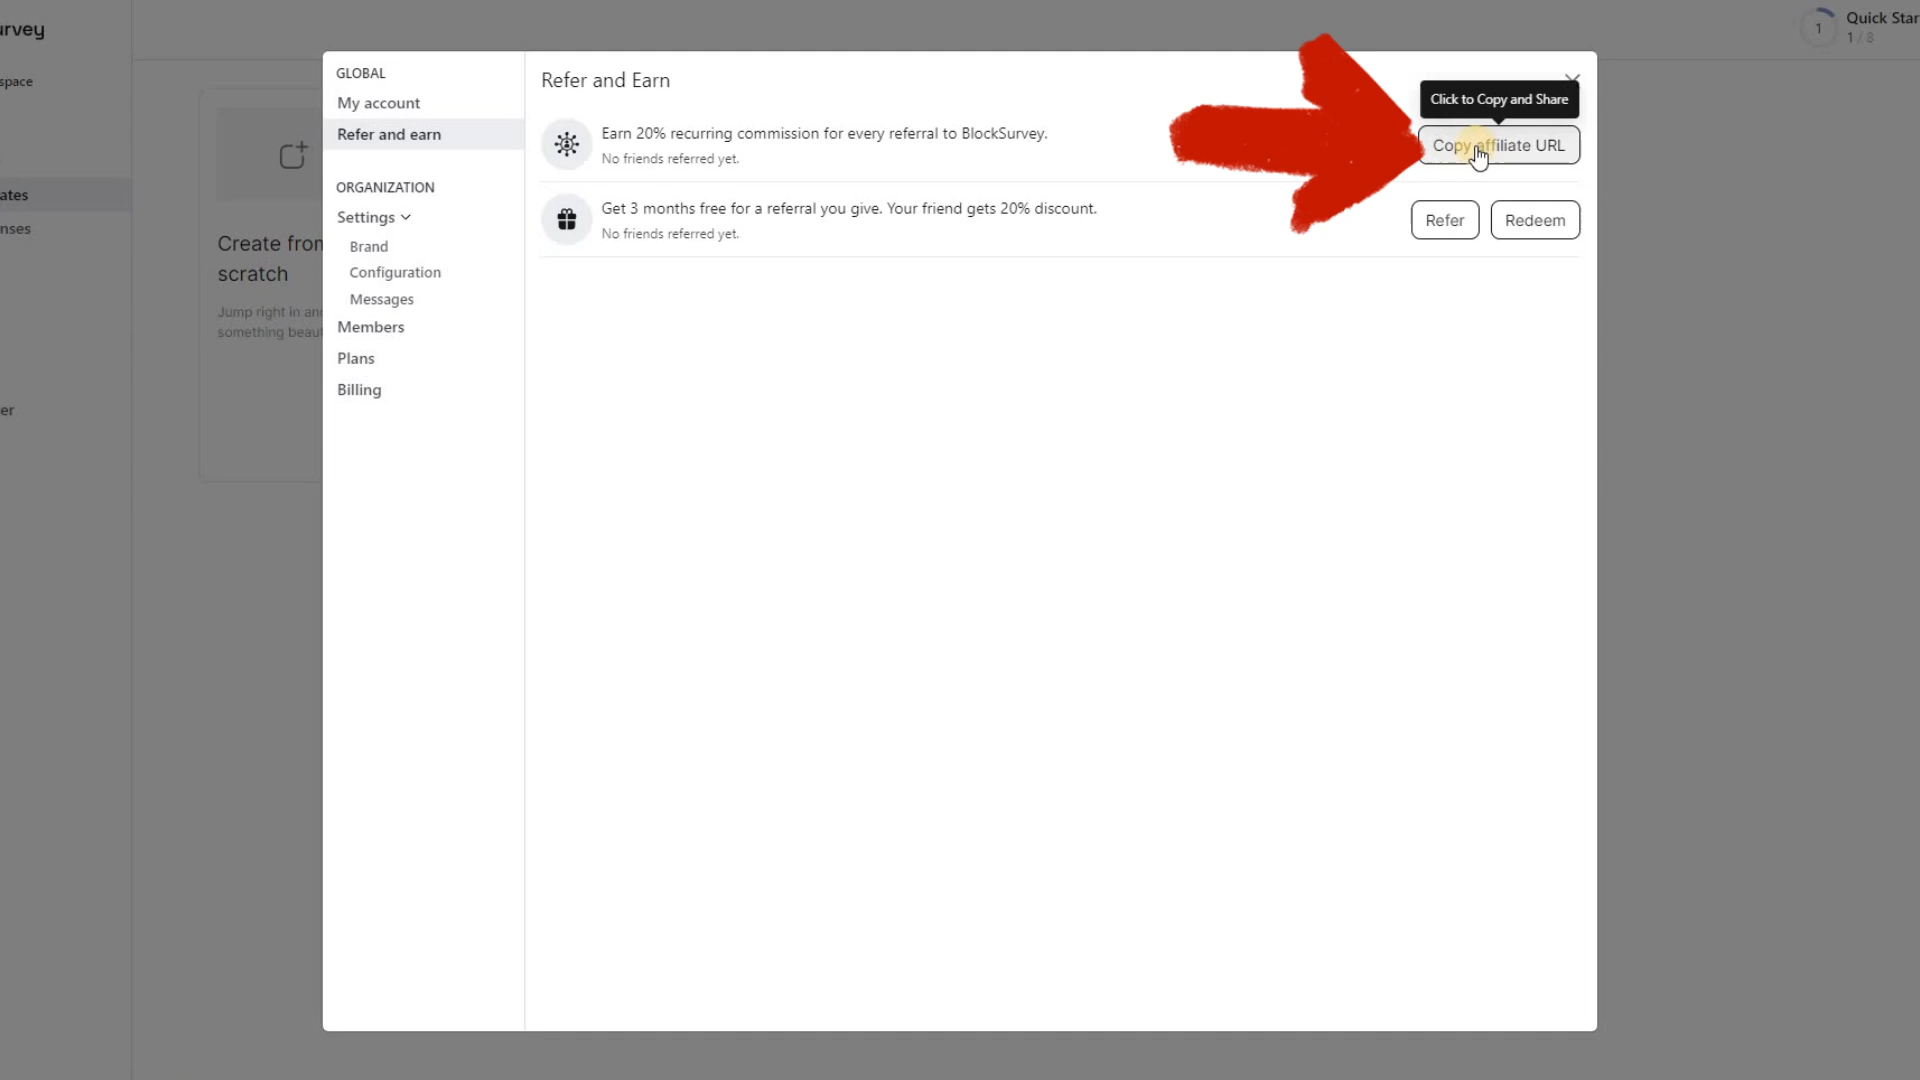 urvey
1
Quick Star
1 / 8
space
ates
nses
er
Create from
scratch
Jump right in and
something beaut
GLOBAL
My account
Refer and earn
ORGANIZATION
Settings
Brand
Configuration
Messages
Members
Plans
Billing
Refer and Earn
Earn 20% recurring commission for every referral to BlockSurvey.
No friends referred yet.
Click to Copy and Share
Copy affiliate URL
Get 3 months free for a referral you give. Your friend gets 20% discount.
No friends referred yet.
Refer
Redeem